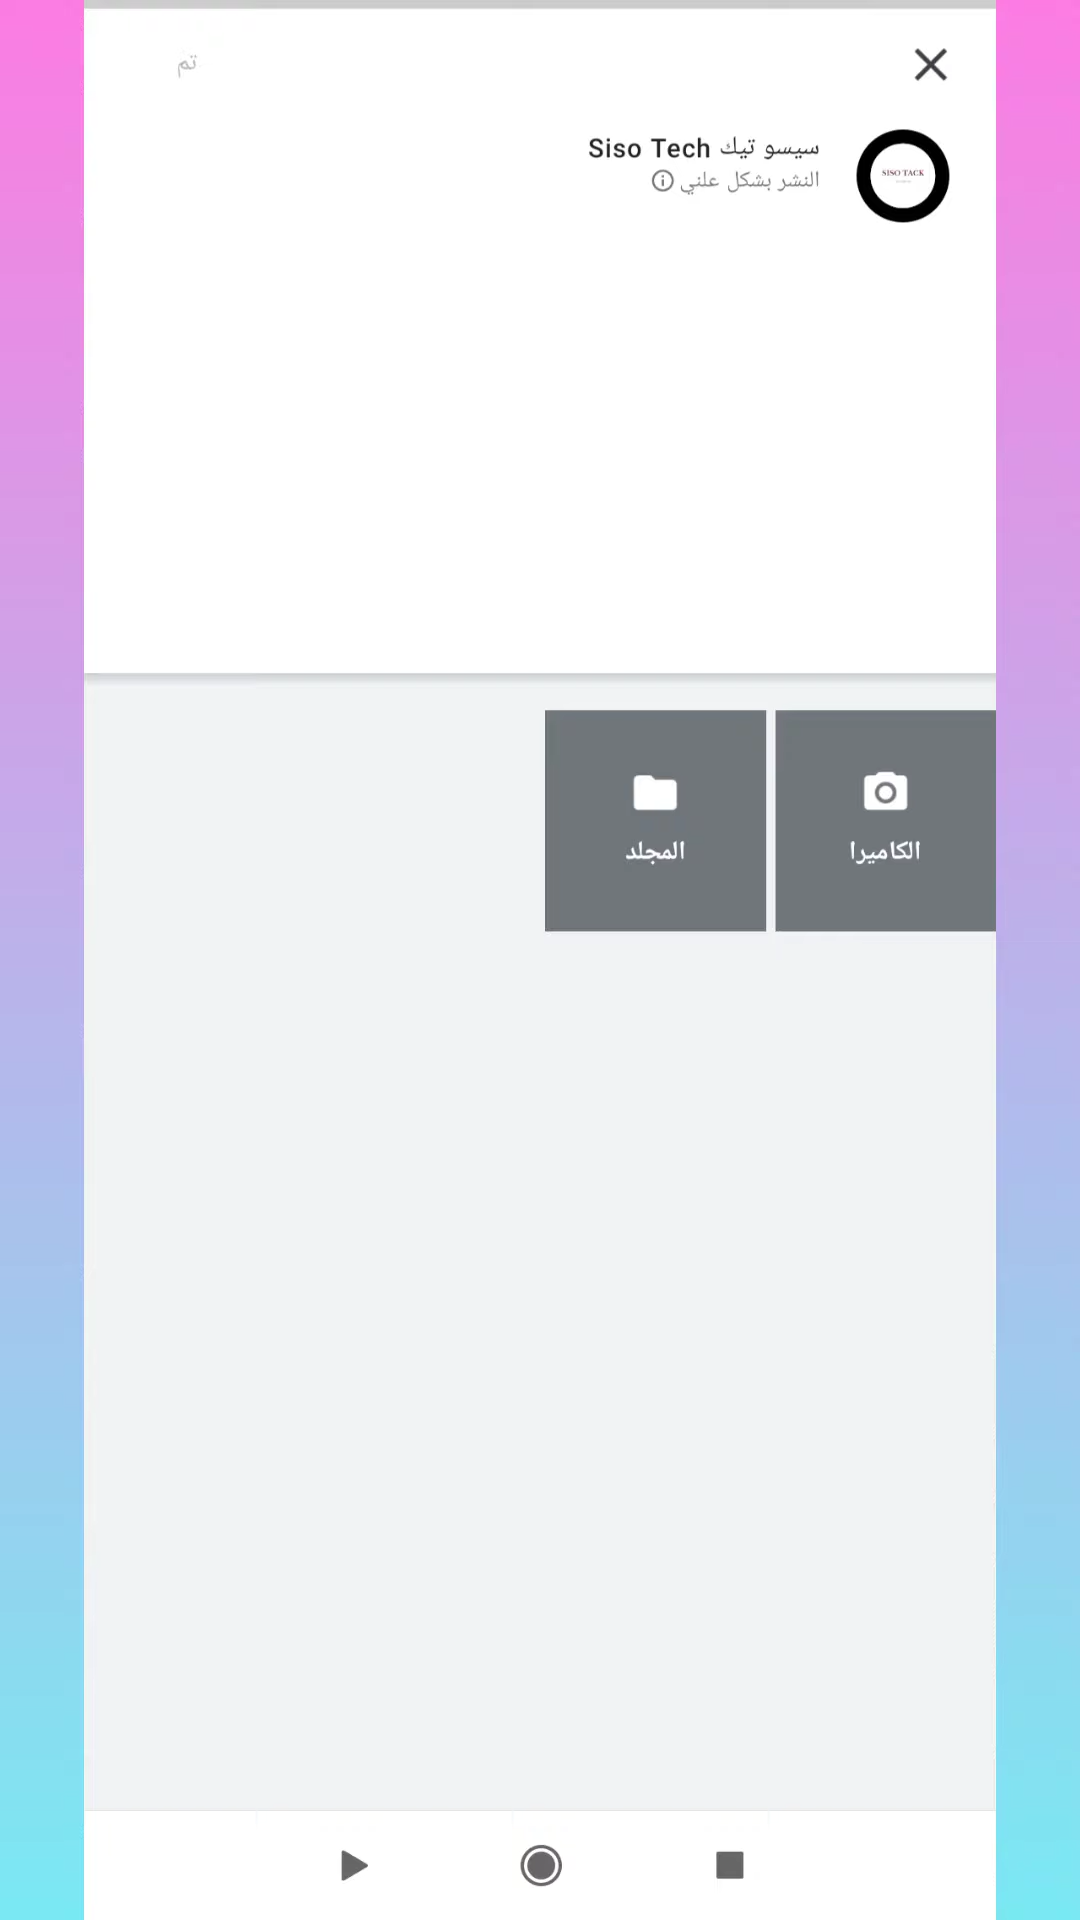 تم
سيسو تيك Siso Tech
النشر بشكل علني
SISO TACK
الكاميرا
المجلد